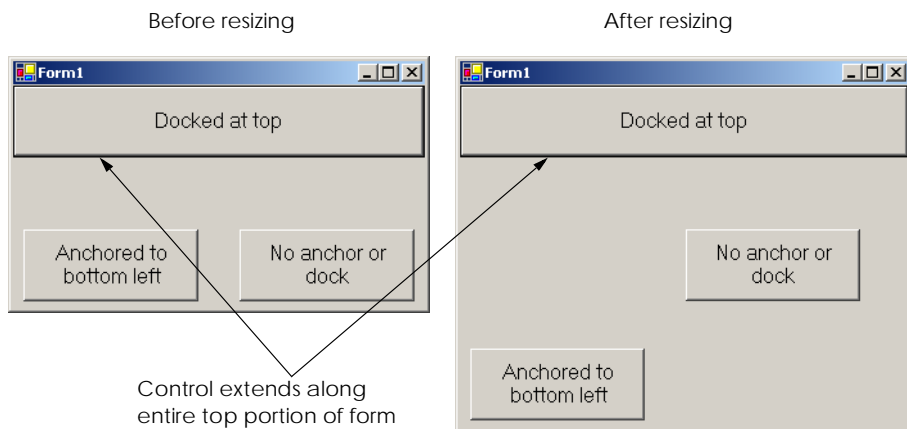 Before resizing
After resizing
Form1
Docked at top
Anchored to
bottom left
No anchor or
dock
Form1
Docked at top
No anchor or
dock
Anchored to
bottom left
Control extends along
entire top portion of form